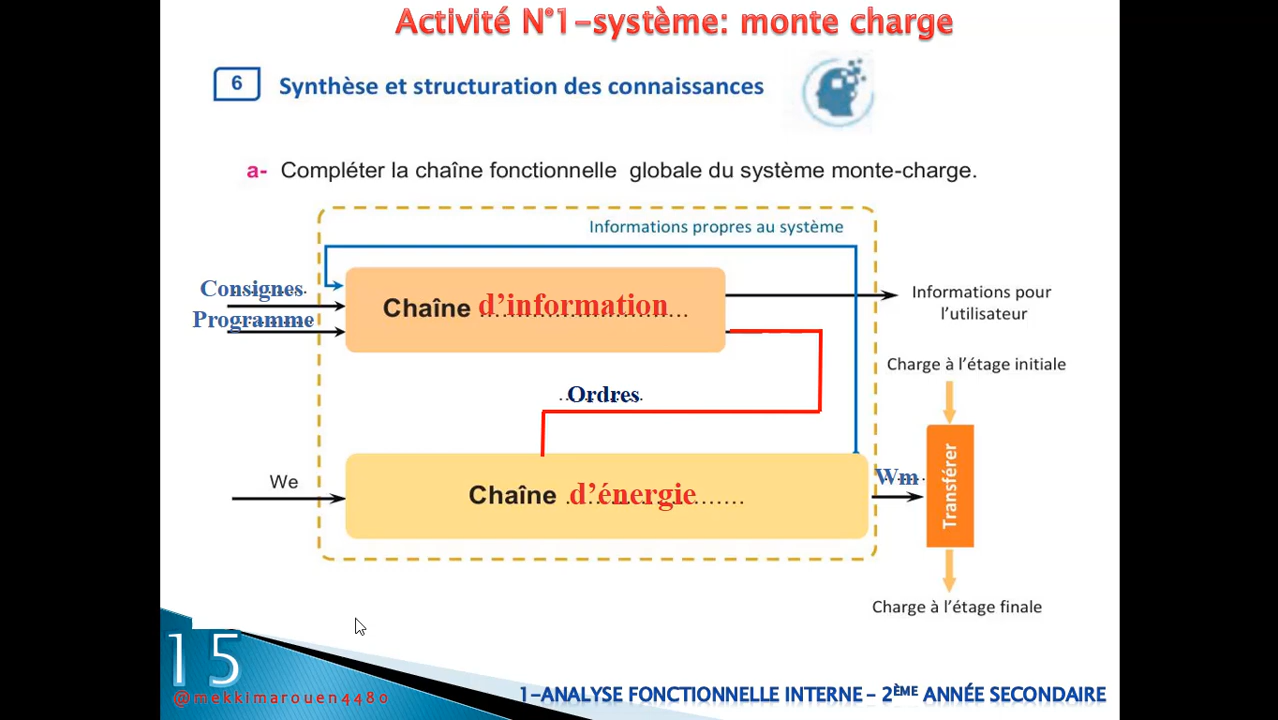 Activité N°1-système: monte charge
6 Synthèse et structuration des connaissances
a- Compléter la chaîne fonctionnelle globale du système monte-charge.
Informations propres au système
Consignes
Programme
Chaîne d'information
Informations pour
l'utilisateur
Charge à l'étage initiale
Ordres
We
Chaîne d'énergie
Wm
Transférer
Charge à l'étage finale
15
@mekkimarouen4480
1-ANALYSE FONCTIONNELLE INTERNE - 2ÈME ANNÉE SECONDAIRE